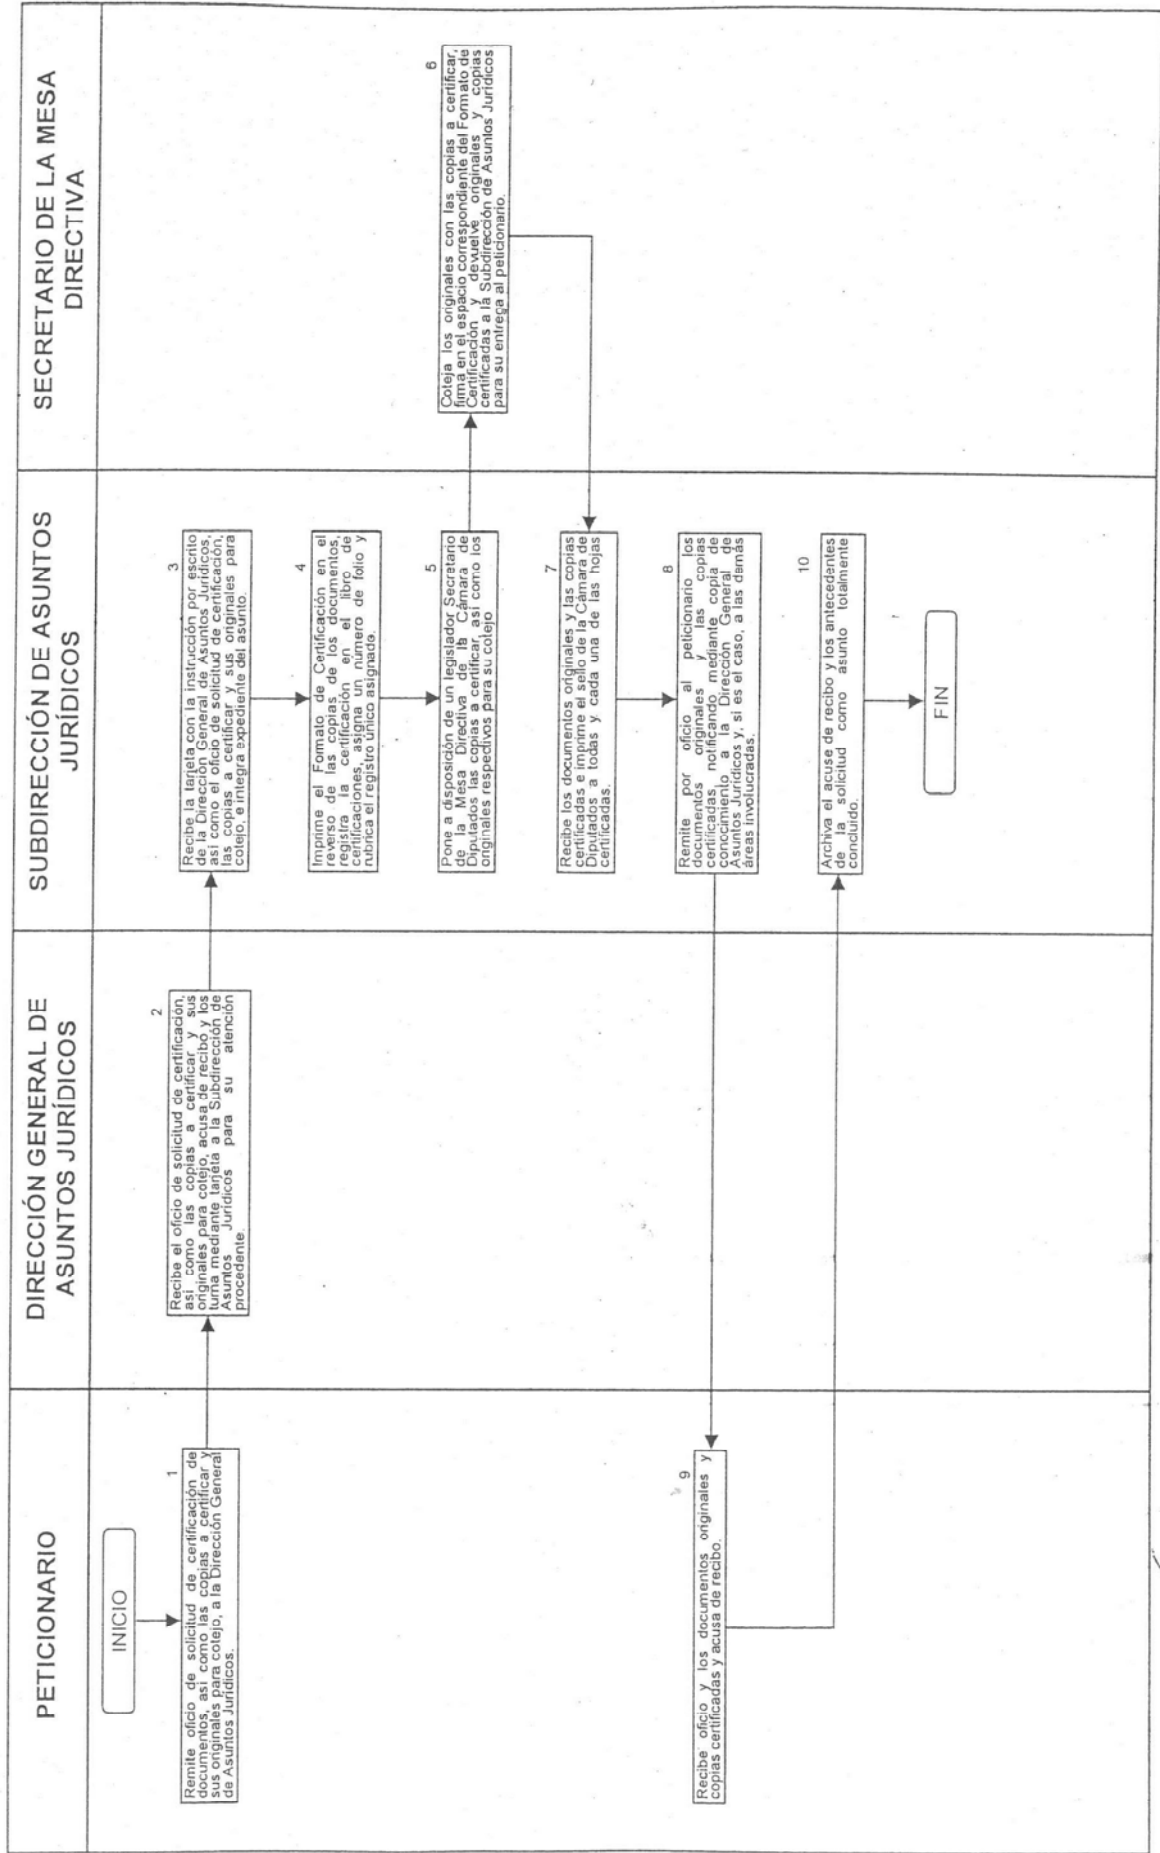 PETICIONARIO
DIRECCIÓN GENERAL DE
ASUNTOS JURÍDICOS
SUBDIRECCIÓN DE ASUNTOS
JURÍDICOS
SECRETARIO DE LA MESA
DIRECTIVA
INICIO
1
Remite oficio de solicitud de certificación de
documentos, así como las copias a certificar y
sus originales para cotejo, a la Dirección General
de Asuntos Jurídicos.
2
Recibe el oficio de solicitud de certificación,
así como las copias a certificar y sus
originales para cotejo, acusa de recibo y los
turna mediante tarjeta a la Subdirección de
Asuntos Jurídicos para su atención
procedente.
3
Recibe la tarjeta con la instrucción por escrito
de la Dirección General de Asuntos Jurídicos,
así como el oficio de solicitud de certificación,
las copias a certificar y sus originales para
cotejo, e integra expediente del asunto.
4
Imprime el Formato de Certificación en el
reverso de las copias de los documentos,
registra la certificación en el libro de
certificaciones, asigna un número de folio y
rubrica el registro único asignado.
5
Pone a disposición de un legislador Secretario
de la Mesa Directiva de la Cámara de
Diputados las copias a certificar, así como los
originales respectivos para su cotejo
6
Coteja los originales con las copias a certificar,
firma en el espacio correspondiente del Formato de
Certificación y devuelve originales y copias
certificadas a la Subdirección de Asuntos Jurídicos
para su entrega al peticionario.
7
Recibe los documentos originales y las copias
certificadas e imprime el sello de la Cámara de
Diputados a todas y cada una de las hojas
certificadas.
8
Remite por oficio al peticionario los
documentos originales y las copias
certificadas, notificando mediante copia de
conocimiento a la Dirección General de
Asuntos Jurídicos y, si es el caso, a las demás
áreas involucradas.
9
Recibe oficio y los documentos originales y
copias certificadas y acusa de recibo.
10
Archiva el acuse de recibo y los antecedentes
de la solicitud como asunto totalmente
concluido.
FIN